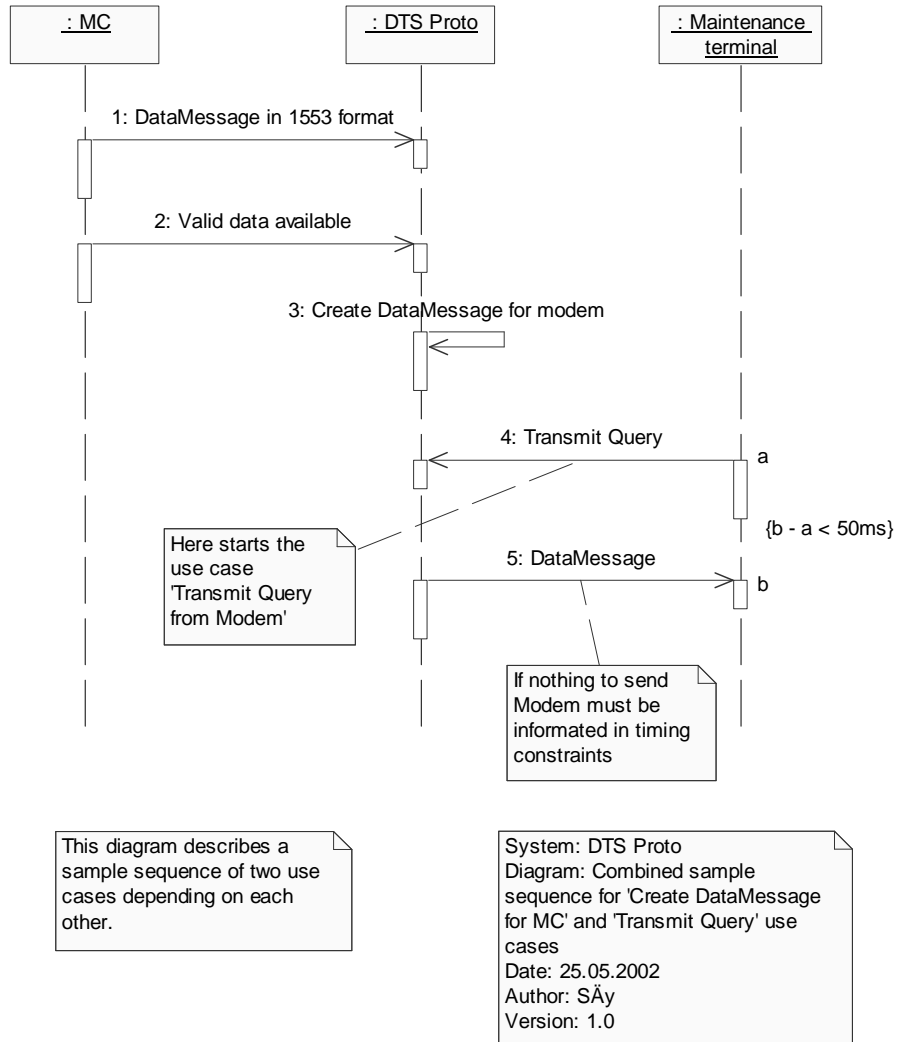 : MC
: DTS Proto
: Maintenance
terminal
1: DataMessage in 1553 format
2: Valid data available
3: Create DataMessage for modem
4: Transmit Query
a
{b - a < 50ms}
Here starts the
use case
'Transmit Query
from Modem'
5: DataMessage
b
If nothing to send
Modem must be
informated in timing
constraints
This diagram describes a
sample sequence of two use
cases depending on each
other.
System: DTS Proto
Diagram: Combined sample
sequence for 'Create DataMessage
for MC' and 'Transmit Query' use
cases
Date: 25.05.2002
Author: SÄy
Version: 1.0